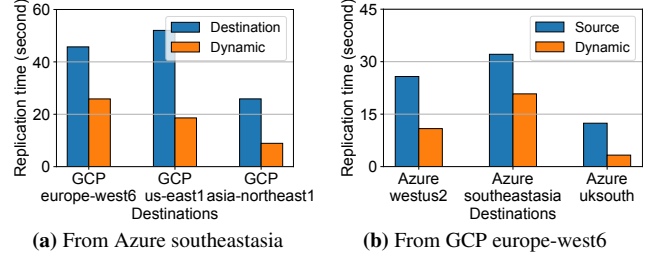 Replication time (second)
60
40
20
0
Destination
Dynamic
GCP
europe-west6
GCP
us-east1
GCP
asia-northeast1
Destinations
(a) From Azure southeastasia
Replication time (second)
45
30
15
0
Source
Dynamic
Azure
westus2
Azure
southeastasia
Azure
uksouth
Destinations
(b) From GCP europe-west6